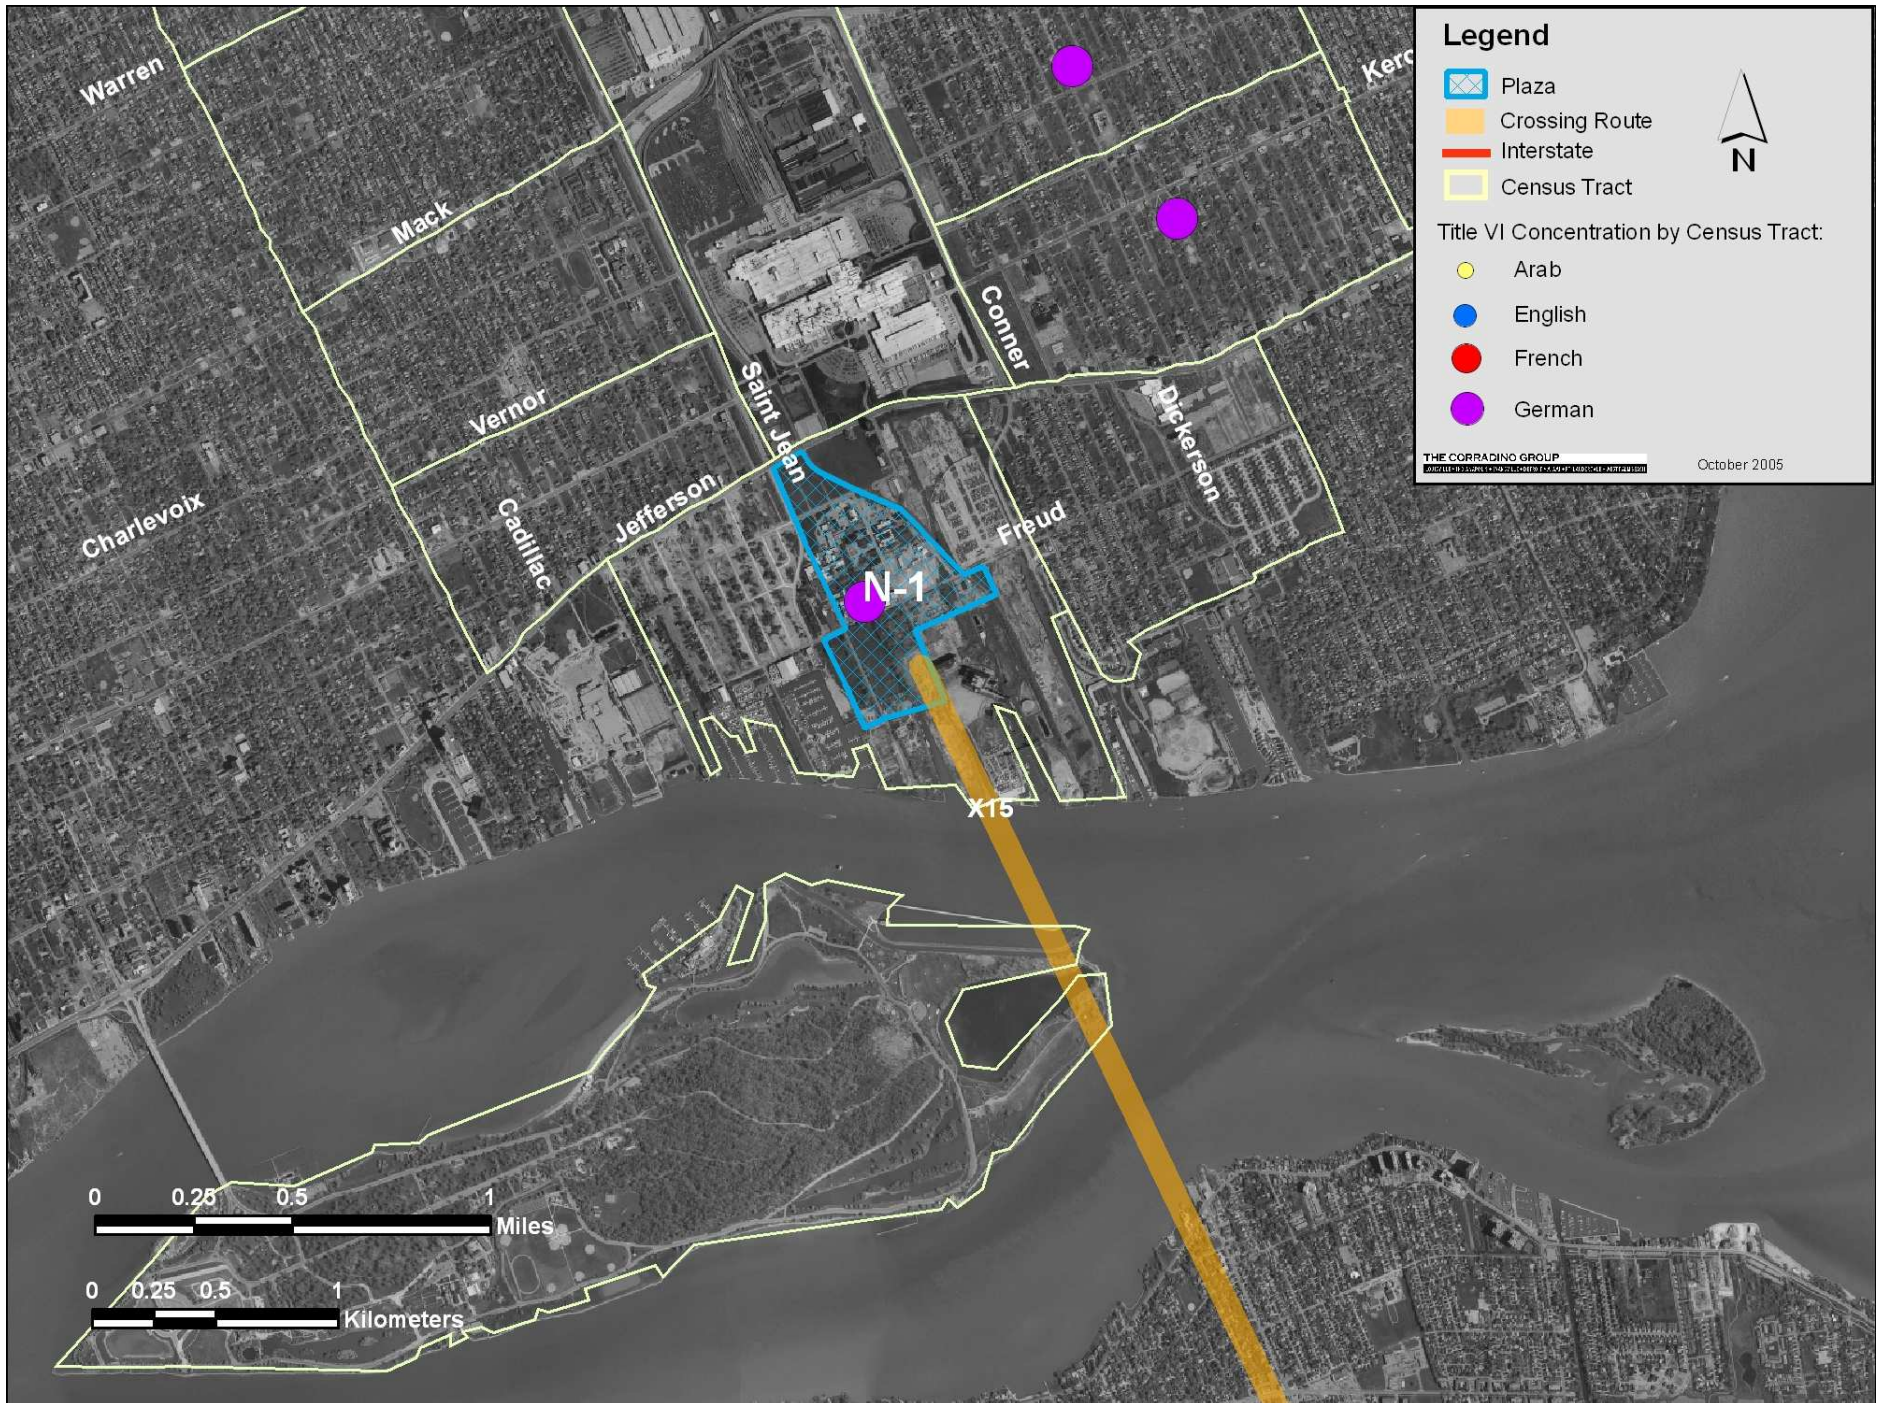 Legend
Plaza
Crossing Route
Interstate
Census Tract
N
Title VI Concentration by Census Tract:
Arab
English
French
German
THE CORRADINO GROUP
October 2005
Warren
Kerc
Mack
Conner
Vernor
Saint Jean
Dickerson
Charlevoix
Cadillac
Jefferson
Freud
N-1
X15
0 0.25 0.5 1
Miles
0 0.25 0.5 1
Kilometers